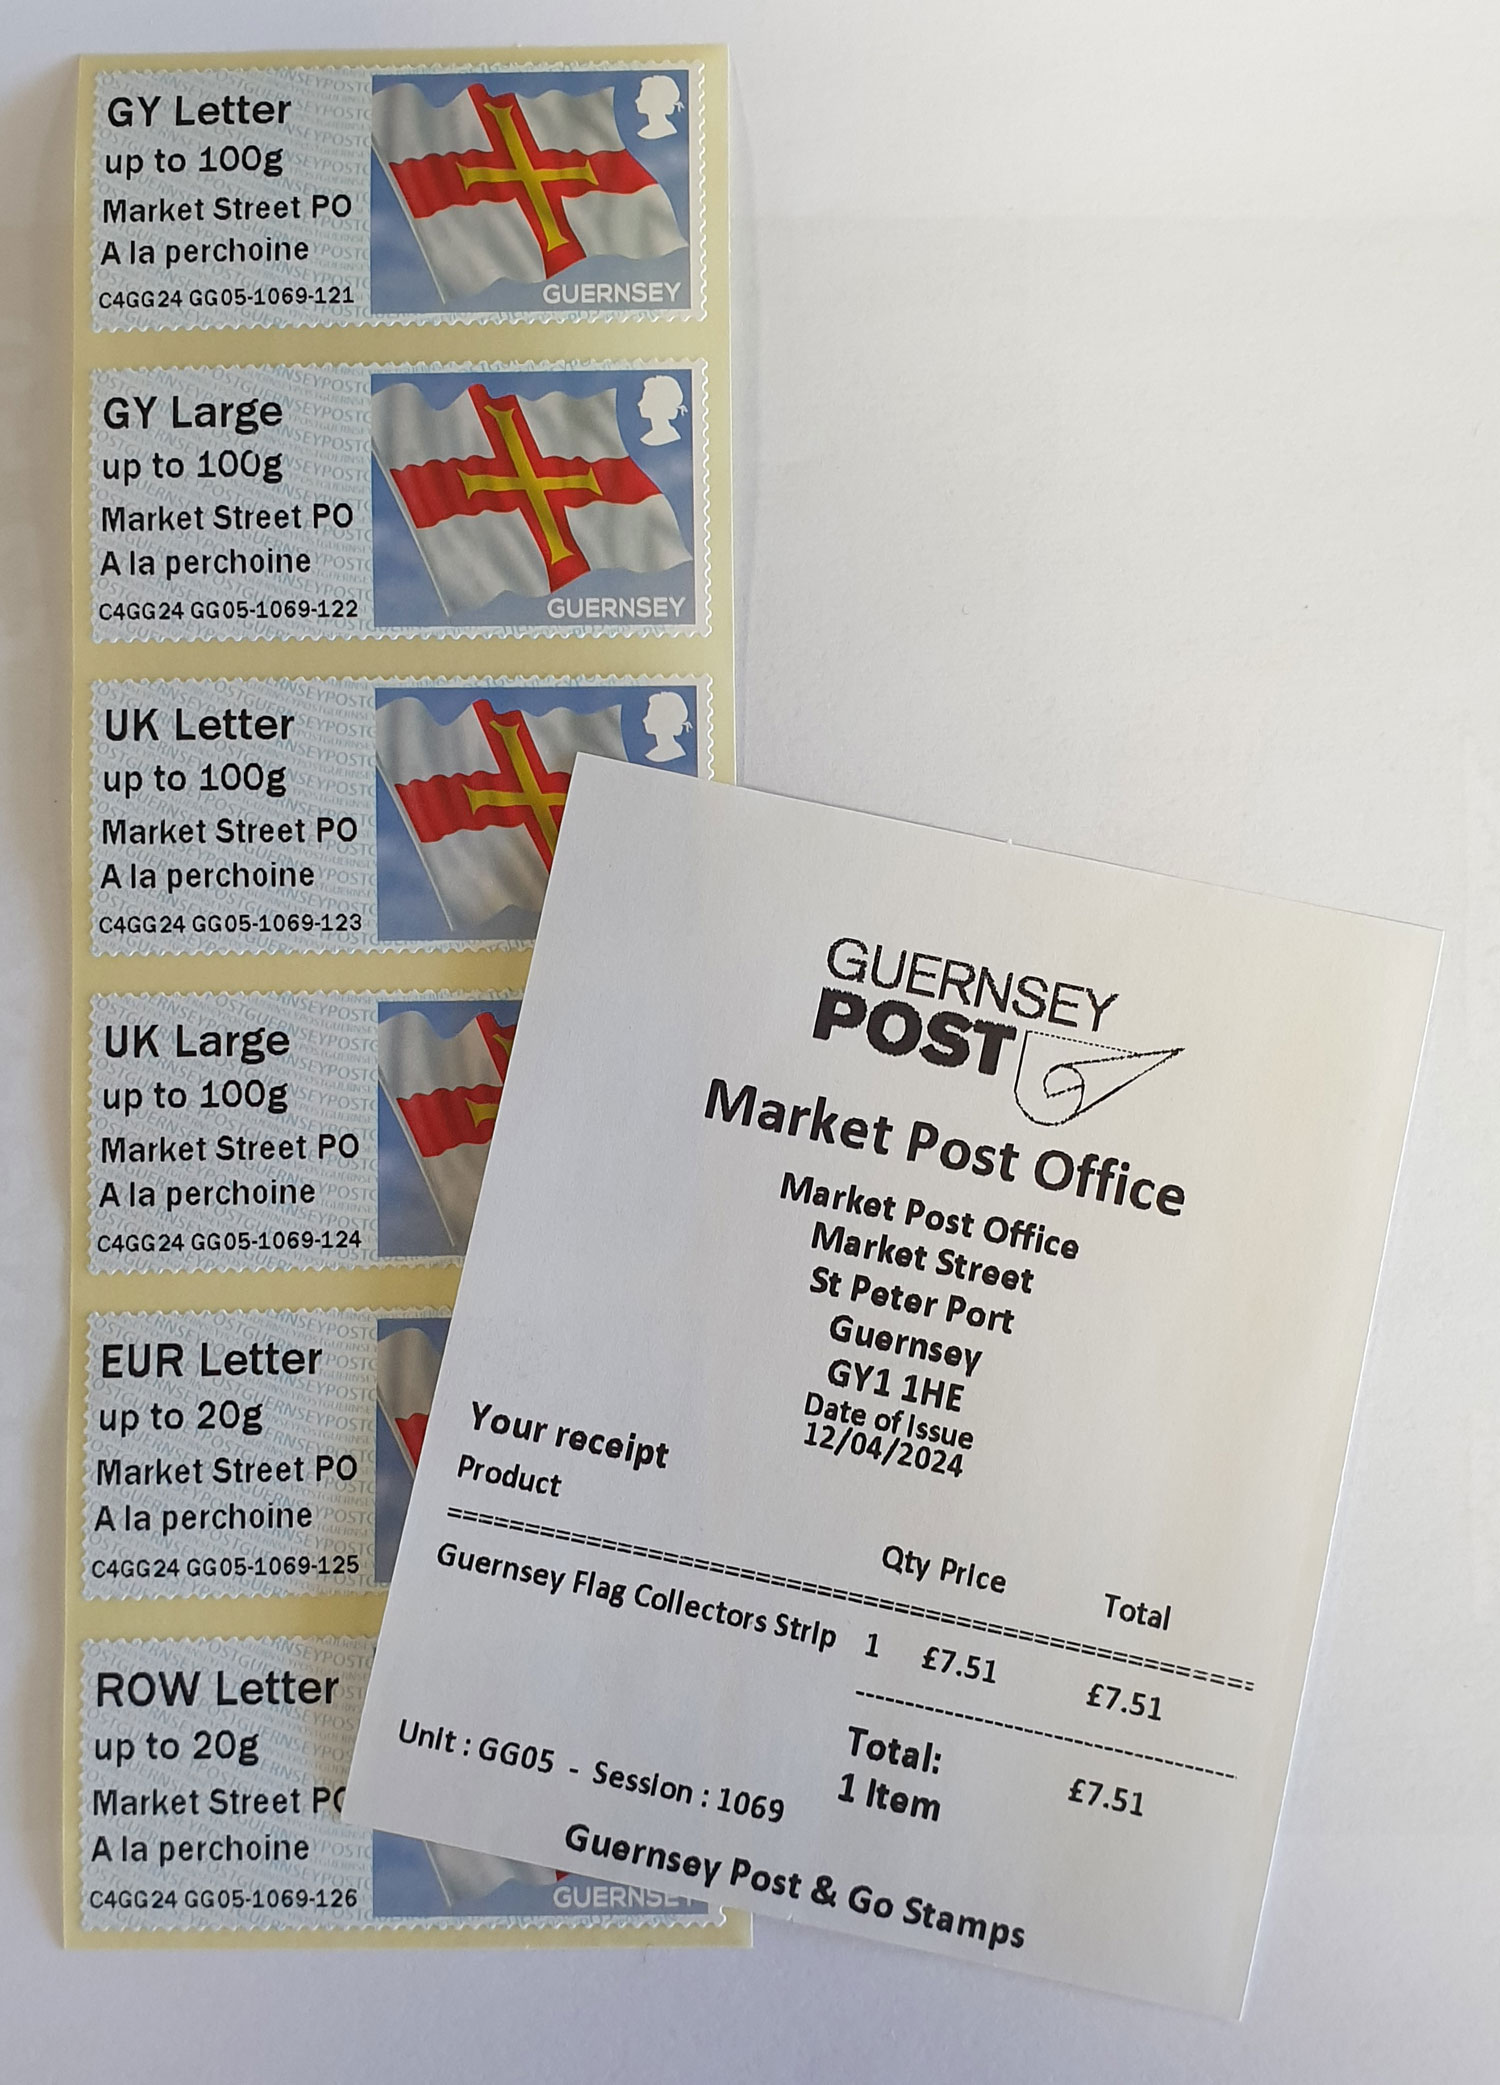 GY Letter
up to 100g
Market Street PO
A la perchoine
C4GG24 GG05-1069-121
GUERNSEY
GY Large
up to 100g
Market Street PO
A la perchoine
C4GG24 GG05-1069-122
GUERNSEY
UK Letter
up to 100g
Market Street PO
A la perchoine
C4GG24 GG05-1069-123
UK Large
up to 100g
Market Street PO
A la perchoine
C4GG24 GG05-1069-124
EUR Letter
up to 20g
Market Street PO
A la perchoine
C4GG24 GG05-1069-125
ROW Letter
up to 20g
Market Street
A la perchoine
C4GG24 GG05-1069-126
GUERNSEY
POST
Market Post Office
Market Post Office
Market Street
St Peter Port
Guernsey
GY1 1HE
Date of Issue
12/04/2024
Your receipt
Product Qty Price Total
==================================================
Guernsey Flag Collectors Strip 1 £7.51 £7.51
Total: £7.51
1 Item
Unit : GG05 - Session : 1069
Guernsey Post & Go Stamps